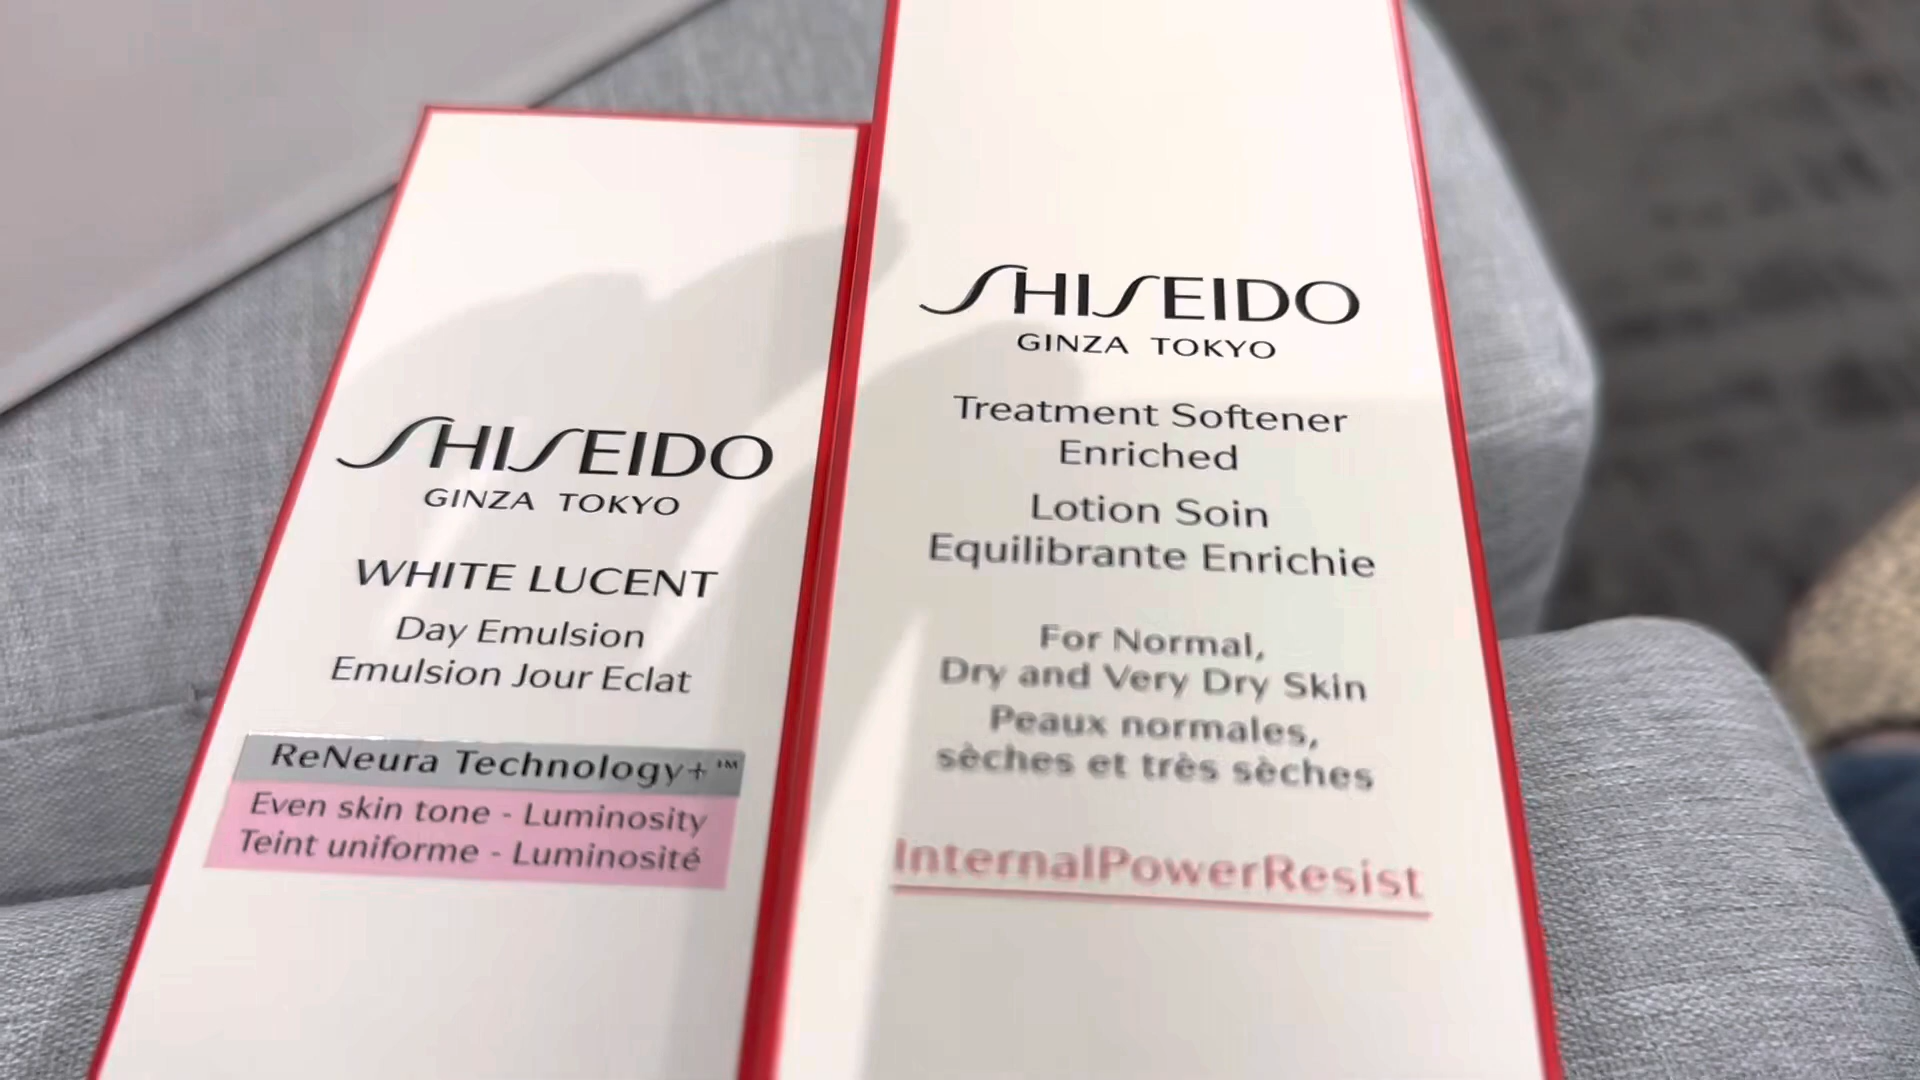 SHISEIDO
GINZA TOKYO
WHITE LUCENT
Day Emulsion
Emulsion Jour Eclat
ReNeura Technology+™
Even skin tone - Luminosity
Teint uniforme - Luminosité
SHISEIDO
GINZA TOKYO
Treatment Softener
Enriched
Lotion Soin
Equilibrante Enrichie
For Normal,
Dry and Very Dry Skin
Peaux normales,
sèches et très sèches
InternalPowerResist